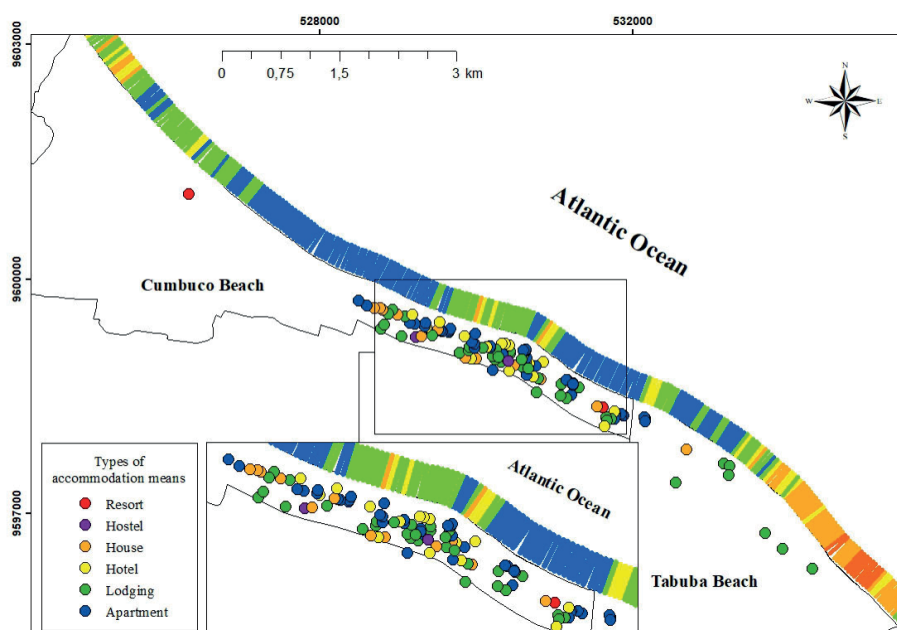 528000
532000
9603000
0
0,75
1,5
3 km
N
W
E
S
Atlantic Ocean
Cumbuco Beach
9600000
Types of
accommodation means
Resort
Hostel
House
Hotel
Lodging
Apartment
9597000
Atlantic Ocean
Tabuba Beach